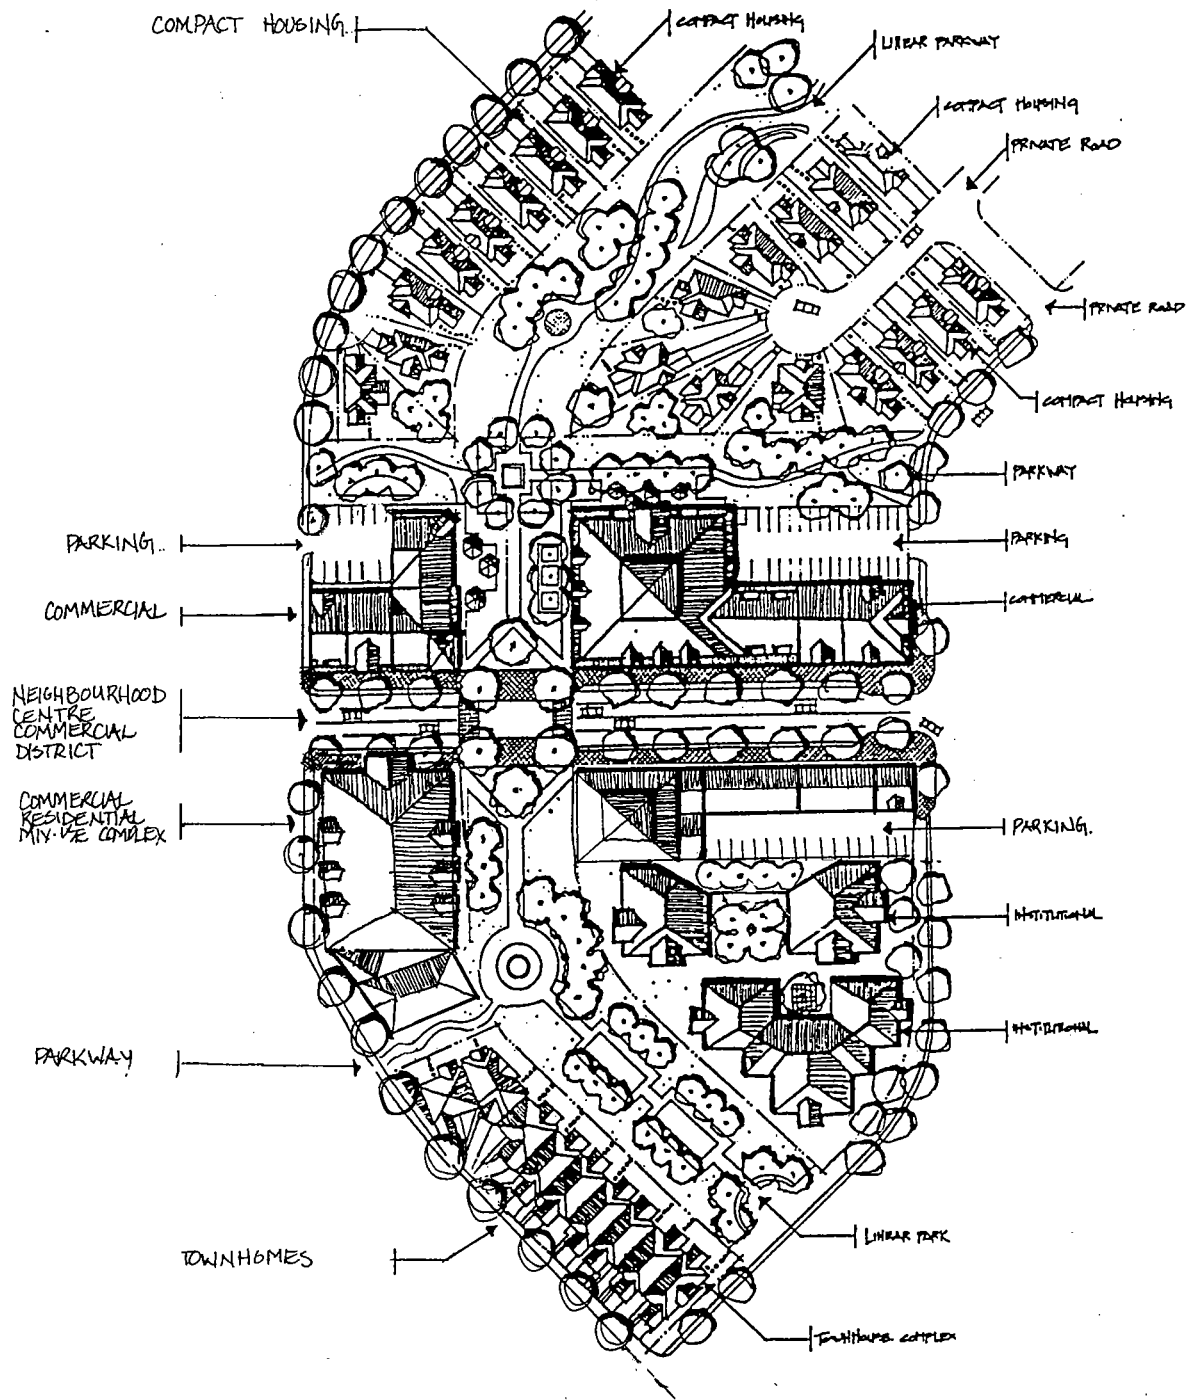 COMPACT HOUSING.
COMPACT HOUSING
LINEAR PARKWAY
COMPACT HOUSING
PRIVATE ROAD
PRIVATE ROAD
COMPACT HOUSING
PARKWAY
PARKING..
PARKING
COMMERCIAL
COMMERCIAL
NEIGHBOURHOOD
CENTRE
COMMERCIAL
DISTRICT
COMMERCIAL
RESIDENTIAL
MIX·USE COMPLEX
PARKING.
INSTITUTIONAL
INSTITUTIONAL
PARKWAY
LINEAR PARK
TOWNHOMES
TOWNHOUSE COMPLEX